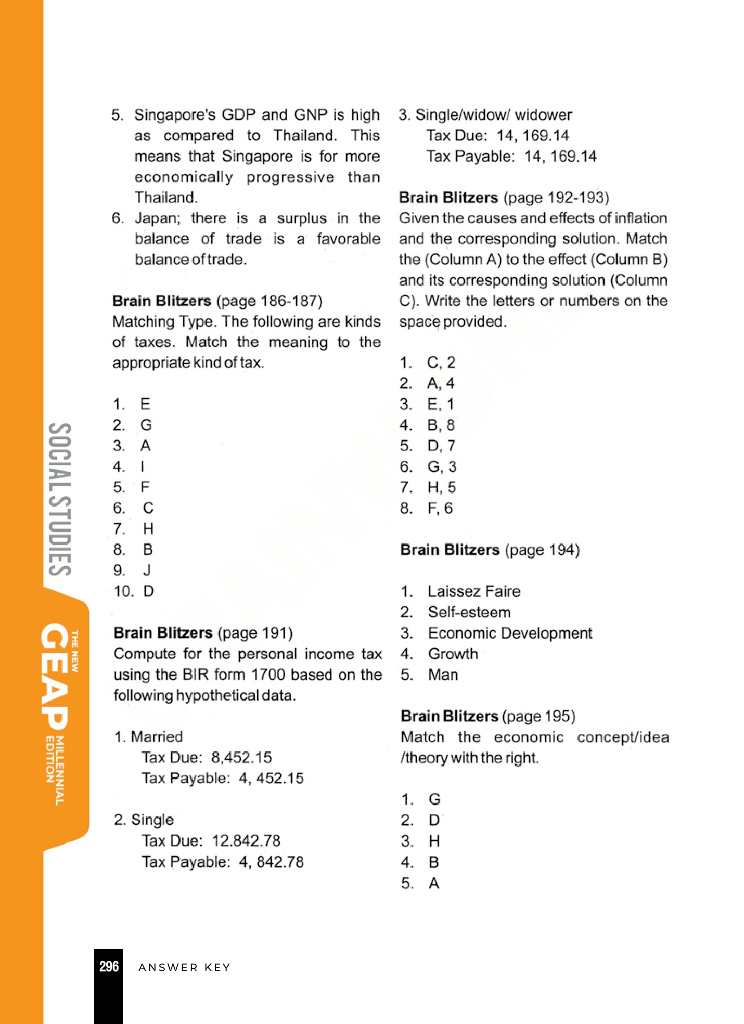 5. Singapore's GDP and GNP is high
as compared to Thailand. This
means that Singapore is for more
economically progressive than
Thailand.
6. Japan; there is a surplus in the
balance of trade is a favorable
balance of trade.
Brain Blitzers (page 186-187)
Matching Type. The following are kinds
of taxes. Match the meaning to the
appropriate kind of tax.
1. E
2. G
3. A
4. I
5. F
6. C
7. H
8. B
9. J
10. D
Brain Blitzers (page 191)
Compute for the personal income tax
using the BIR form 1700 based on the
following hypothetical data.
1. Married
Tax Due: 8,452.15
Tax Payable: 4, 452.15
2. Single
Tax Due: 12.842.78
Tax Payable: 4, 842.78
3. Single/widow/ widower
Tax Due: 14, 169.14
Tax Payable: 14, 169.14
Brain Blitzers (page 192-193)
Given the causes and effects of inflation
and the corresponding solution. Match
the (Column A) to the effect (Column B)
and its corresponding solution (Column
C). Write the letters or numbers on the
space provided.
1. C, 2
2. A, 4
3. E, 1
4. B, 8
5. D, 7
6. G, 3
7. H, 5
8. F, 6
Brain Blitzers (page 194)
1. Laissez Faire
2. Self-esteem
3. Economic Development
4. Growth
5. Man
Brain Blitzers (page 195)
Match the economic concept/idea
/theory with the right.
1. G
2. D
3. H
4. B
5. A
SOCIAL STUDIES
THE NEW
GEAP
MILLENNIAL
EDITION
296 ANSWER KEY